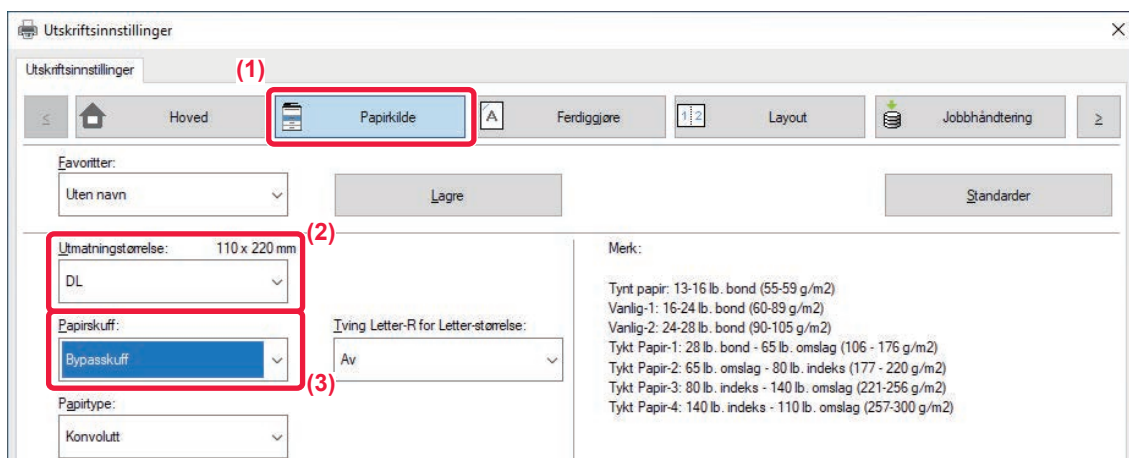 Utskriftsinnstillinger
Utskriftsinnstillinger
(1)
< Hoved Papirkilde A Ferdiggjøre 1 2 Layout Jobbhåndtering >
Favoritter:
Uten navn Lagre Standarder
(2)
Utmatningstørrelse: 110 x 220 mm
DL
Papirskuff: Tving Letter-R for Letter-størrelse:
Bypasskuff Av
(3)
Papirtype:
Konvolutt
Merk:
Tynt papir: 13-16 lb. bond (55-59 g/m2)
Vanlig-1: 16-24 lb. bond (60-89 g/m2)
Vanlig-2: 24-28 lb. bond (90-105 g/m2)
Tykt Papir-1: 28 lb. bond - 65 lb. omslag (106 - 176 g/m2)
Tykt Papir-2: 65 lb. omslag - 80 lb. indeks (177 - 220 g/m2)
Tykt Papir-3: 80 lb. indeks - 140 lb. omslag (221-256 g/m2)
Tykt Papir-4: 140 lb. indeks - 110 lb. omslag (257-300 g/m2)